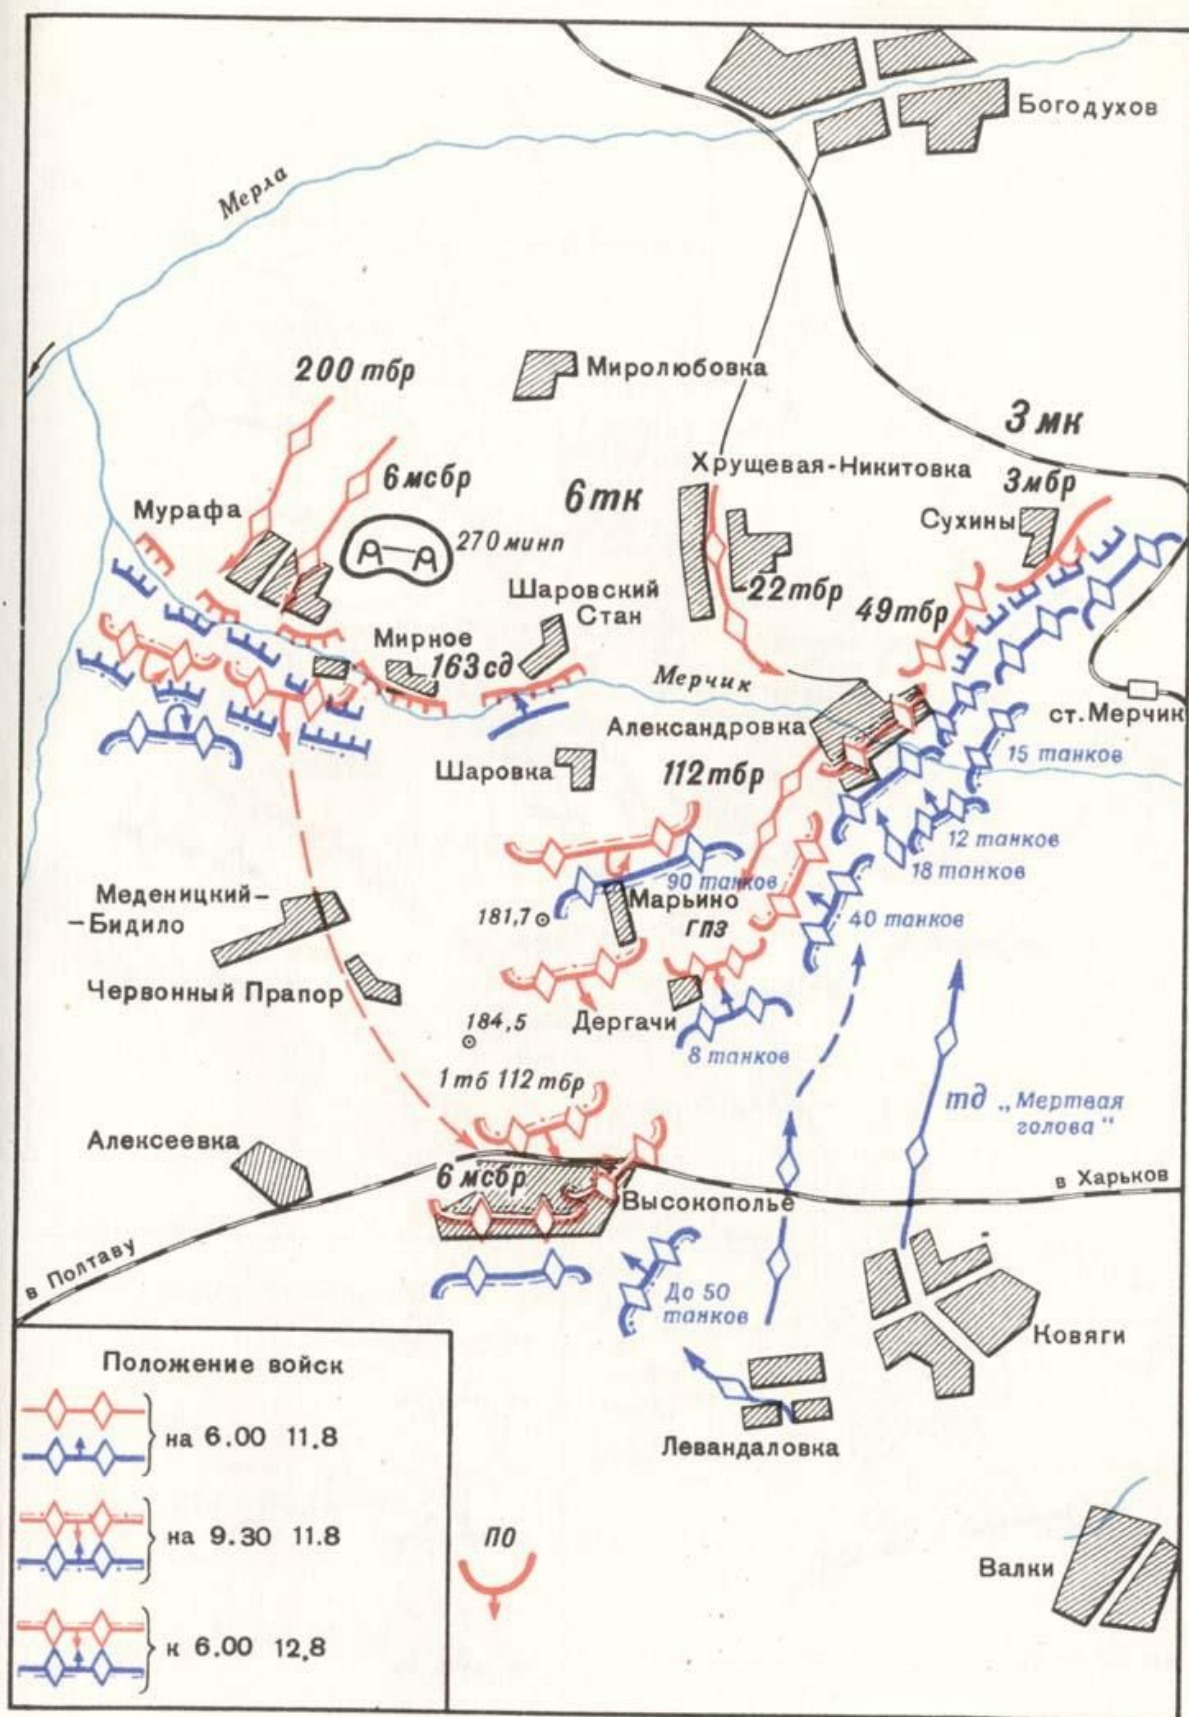 Богодухов
Мерла
200 тбр
Миролюбовка
3 мк
Хрущевая-Никитовка
6 мсбр
3мбр
6 тк
Мурафа
Сухины
270 минп
Шаровский
Стан
22 тбр
49 тбр
Мирное
163 сд
Мерчик
Александровка
ст. Мерчик
15 танков
Шаровка
112 тбр
12 танков
18 танков
90 танков
Меденицкий-
-Бидило
Марьино
181,7
ГПЗ
40 танков
Червонный Прапор
184,5
Дергачи
8 танков
1 тб 112 тбр
тд „Мертвая
голова“
Алексеевка
6 мсбр
Высокополье
в Харьков
в Полтаву
До 50
танков
Ковяги
Левандаловка
Положение войск
на 6.00 11.8
на 9.30 11.8
к 6.00 12.8
ПО
Валки